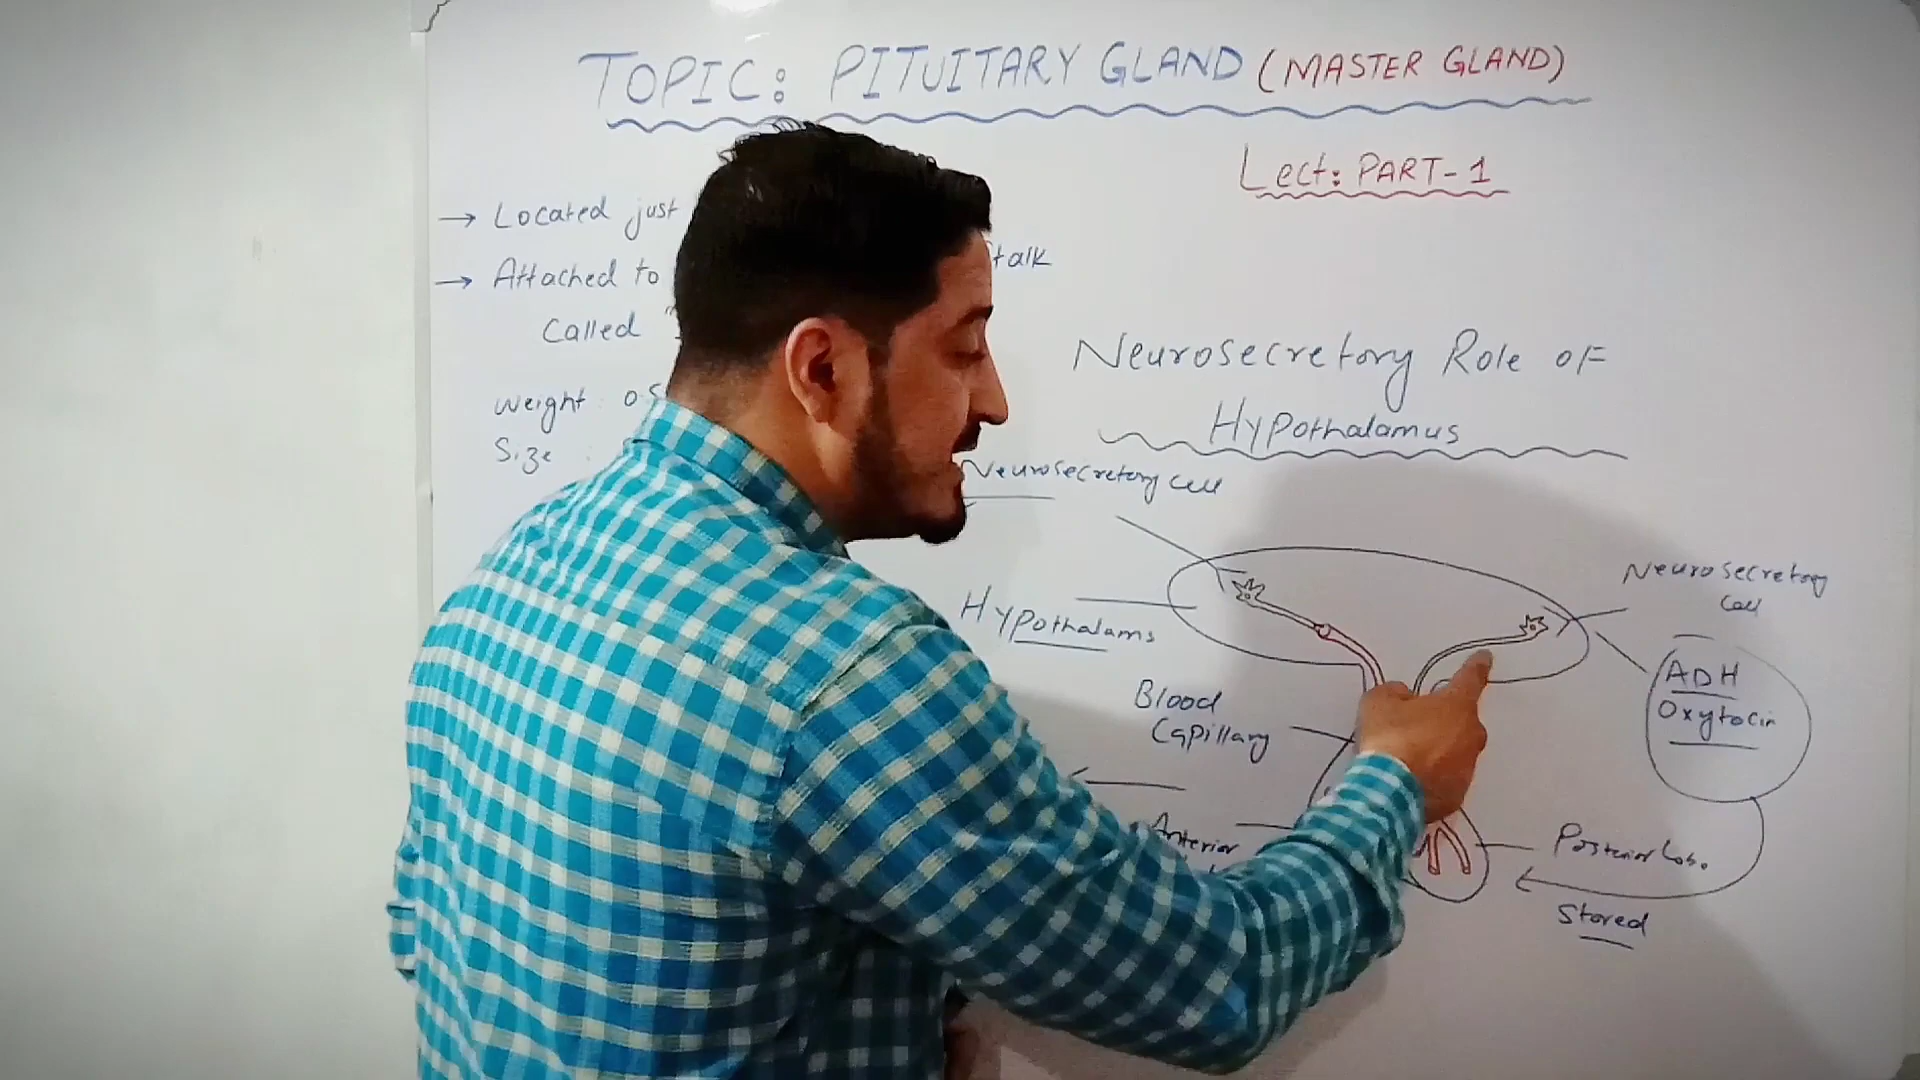 TOPIC: PITUITARY GLAND (MASTER GLAND)
Lect: PART-1
→ Located just
→ Attached to talk
Called "
Weight : 0.5
Size :
Neurosecretory Role of
Hypothalamus
Neurosecretory Cell
Neurosecretory
Cell
Hypothalams
ADH
Oxytocin
Blood
Capillary
Anterior
Posterior Lob.
Stored